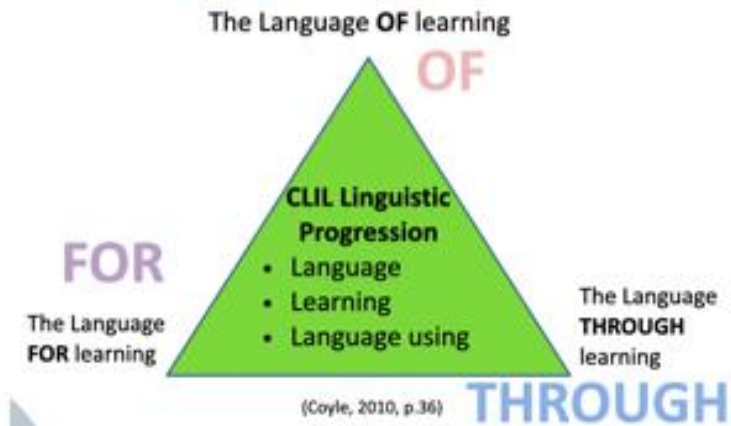 The Language OF learning
OF
CLIL Linguistic
Progression
• Language
• Learning
• Language using
FOR
The Language
FOR learning
The Language
THROUGH
learning
(Coyle, 2010, p.36)
THROUGH